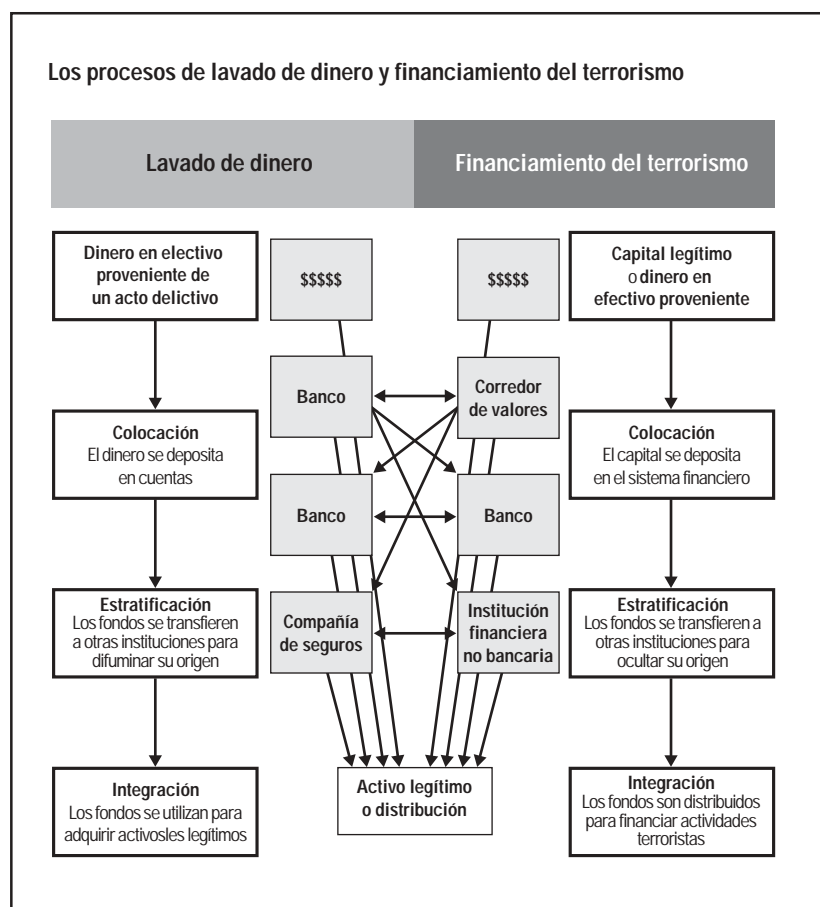 Los procesos de lavado de dinero y financiamiento del terrorismo
Lavado de dinero
Financiamiento del terrorismo
Dinero en electivo
proveniente de
un acto delictivo
$$$$$
$$$$$
Capital legítimo
o dinero en
efectivo proveniente
Banco
Corredor
de valores
Colocación
El dinero se deposita
en cuentas
Colocación
El capital se deposita
en el sistema financiero
Banco
Banco
Estratificación
Los fondos se transfieren
a otras instituciones para
difuminar su origen
Compañía
de seguros
Institución
financiera
no bancaria
Estratificación
Los fondos se transfieren a
otras instituciones para
ocultar su origen
Integración
Los fondos se utilizan para
adquirir activosles legítimos
Activo legítimo
o distribución
Integración
Los fondos son distribuidos
para financiar actividades
terroristas